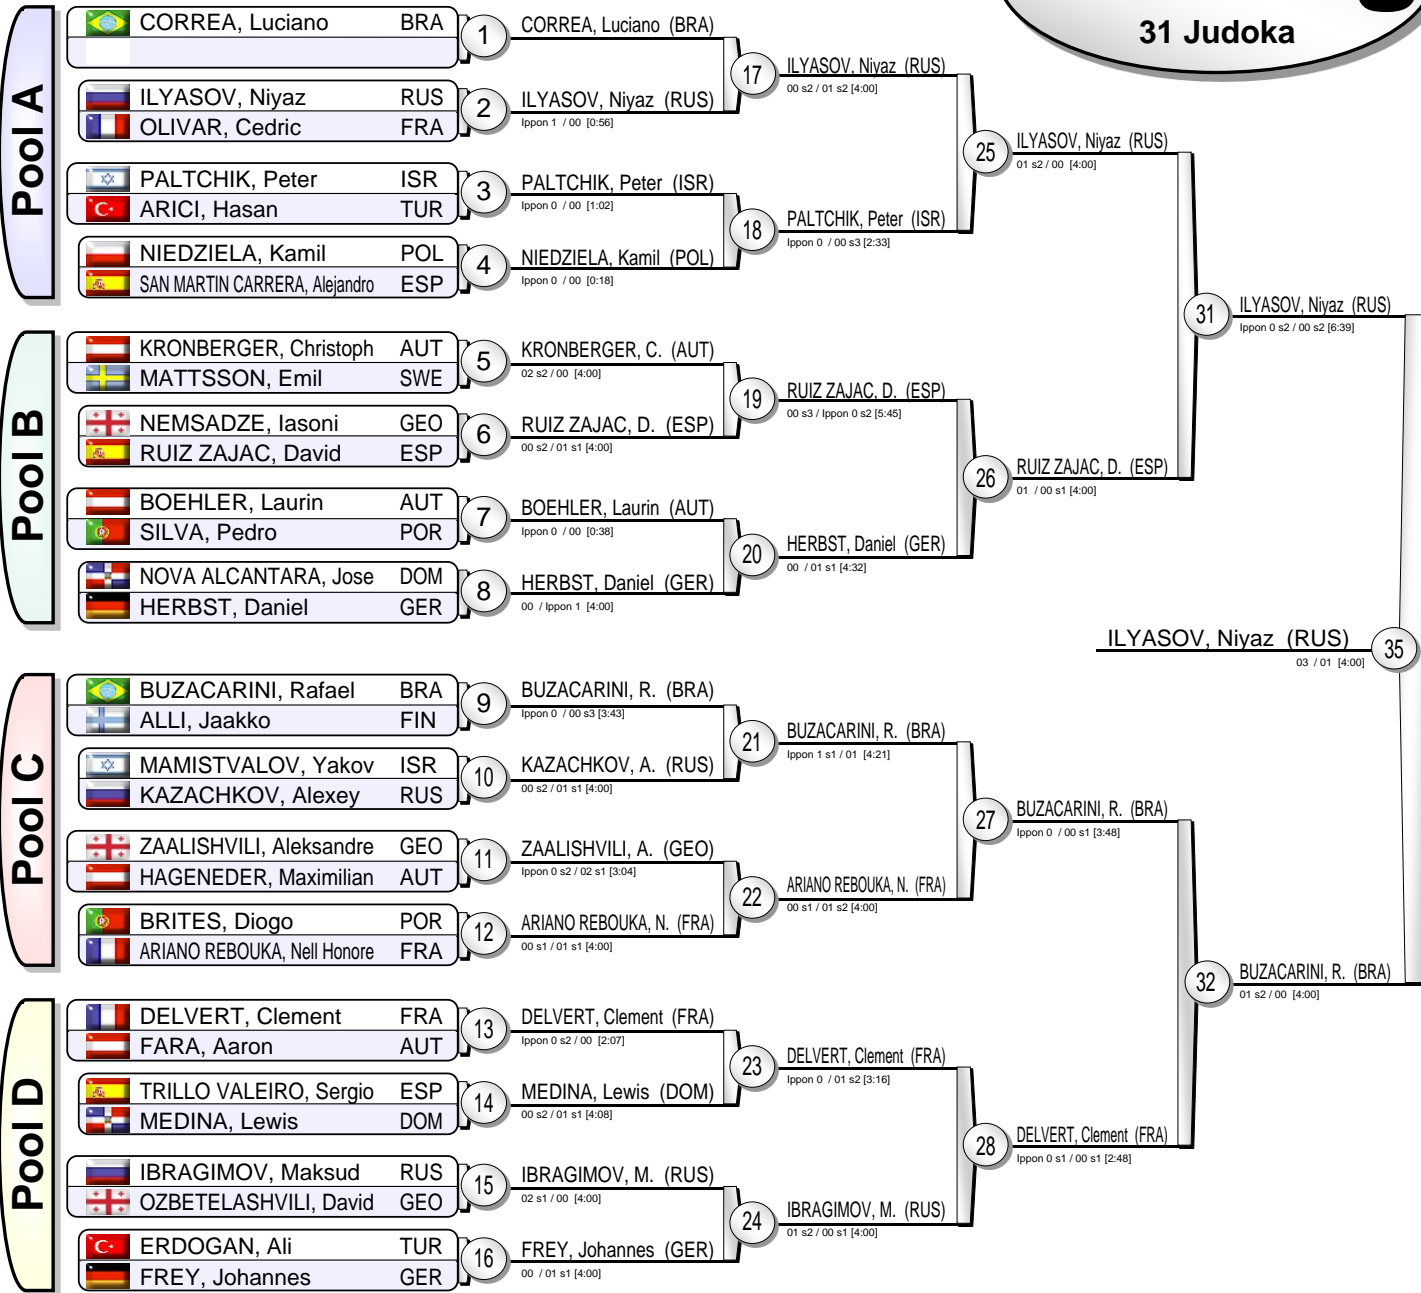 31 Judoka
Pool A
CORREA, Luciano BRA
1
ILYASOV, Niyaz RUS
OLIVAR, Cedric FRA
2
PALTCHIK, Peter ISR
ARICI, Hasan TUR
3
NIEDZIELA, Kamil POL
SAN MARTIN CARRERA, Alejandro ESP
4
Pool B
KRONBERGER, Christoph AUT
MATTSSON, Emil SWE
5
NEMSADZE, Iasoni GEO
RUIZ ZAJAC, David ESP
6
BOEHLER, Laurin AUT
SILVA, Pedro POR
7
NOVA ALCANTARA, Jose DOM
HERBST, Daniel GER
8
Pool C
BUZACARINI, Rafael BRA
ALLI, Jaakko FIN
9
MAMISTVALOV, Yakov ISR
KAZACHKOV, Alexey RUS
10
ZAALISHVILI, Aleksandre GEO
HAGENEDER, Maximilian AUT
11
BRITES, Diogo POR
ARIANO REBOUKA, Nell Honore FRA
12
Pool D
DELVERT, Clement FRA
FARA, Aaron AUT
13
TRILLO VALEIRO, Sergio ESP
MEDINA, Lewis DOM
14
IBRAGIMOV, Maksud RUS
OZBETELASHVILI, David GEO
15
ERDOGAN, Ali TUR
FREY, Johannes GER
16
CORREA, Luciano (BRA)
ILYASOV, Niyaz (RUS)
Ippon 1 / 00 [0:56]
17
PALTCHIK, Peter (ISR)
Ippon 0 / 00 [1:02]
NIEDZIELA, Kamil (POL)
Ippon 0 / 00 [0:18]
18
KRONBERGER, C. (AUT)
02 s2 / 00 [4:00]
RUIZ ZAJAC, D. (ESP)
00 s2 / 01 s1 [4:00]
19
BOEHLER, Laurin (AUT)
Ippon 0 / 00 [0:38]
HERBST, Daniel (GER)
00 / Ippon 1 [4:00]
20
BUZACARINI, R. (BRA)
Ippon 0 / 00 s3 [3:43]
KAZACHKOV, A. (RUS)
00 s2 / 01 s1 [4:00]
21
ZAALISHVILI, A. (GEO)
Ippon 0 s2 / 02 s1 [3:04]
ARIANO REBOUKA, N. (FRA)
00 s1 / 01 s1 [4:00]
22
DELVERT, Clement (FRA)
Ippon 0 s2 / 00 [2:07]
MEDINA, Lewis (DOM)
00 s2 / 01 s1 [4:08]
23
IBRAGIMOV, M. (RUS)
02 s1 / 00 [4:00]
FREY, Johannes (GER)
00 / 01 s1 [4:00]
24
ILYASOV, Niyaz (RUS)
00 s2 / 01 s2 [4:00]
PALTCHIK, Peter (ISR)
Ippon 0 / 00 s3 [2:33]
25
RUIZ ZAJAC, D. (ESP)
00 s3 / Ippon 0 s2 [5:45]
HERBST, Daniel (GER)
00 / 01 s1 [4:32]
26
BUZACARINI, R. (BRA)
Ippon 1 s1 / 01 [4:21]
ARIANO REBOUKA, N. (FRA)
00 s1 / 01 s2 [4:00]
27
DELVERT, Clement (FRA)
Ippon 0 / 01 s2 [3:16]
IBRAGIMOV, M. (RUS)
01 s2 / 00 s1 [4:00]
28
ILYASOV, Niyaz (RUS)
01 s2 / 00 [4:00]
RUIZ ZAJAC, D. (ESP)
01 / 00 s1 [4:00]
31
BUZACARINI, R. (BRA)
Ippon 0 / 00 s1 [3:48]
DELVERT, Clement (FRA)
Ippon 0 s1 / 00 s1 [2:48]
32
ILYASOV, Niyaz (RUS)
Ippon 0 s2 / 00 s2 [6:39]
BUZACARINI, R. (BRA)
01 s2 / 00 [4:00]
ILYASOV, Niyaz (RUS)
03 / 01 [4:00]
35